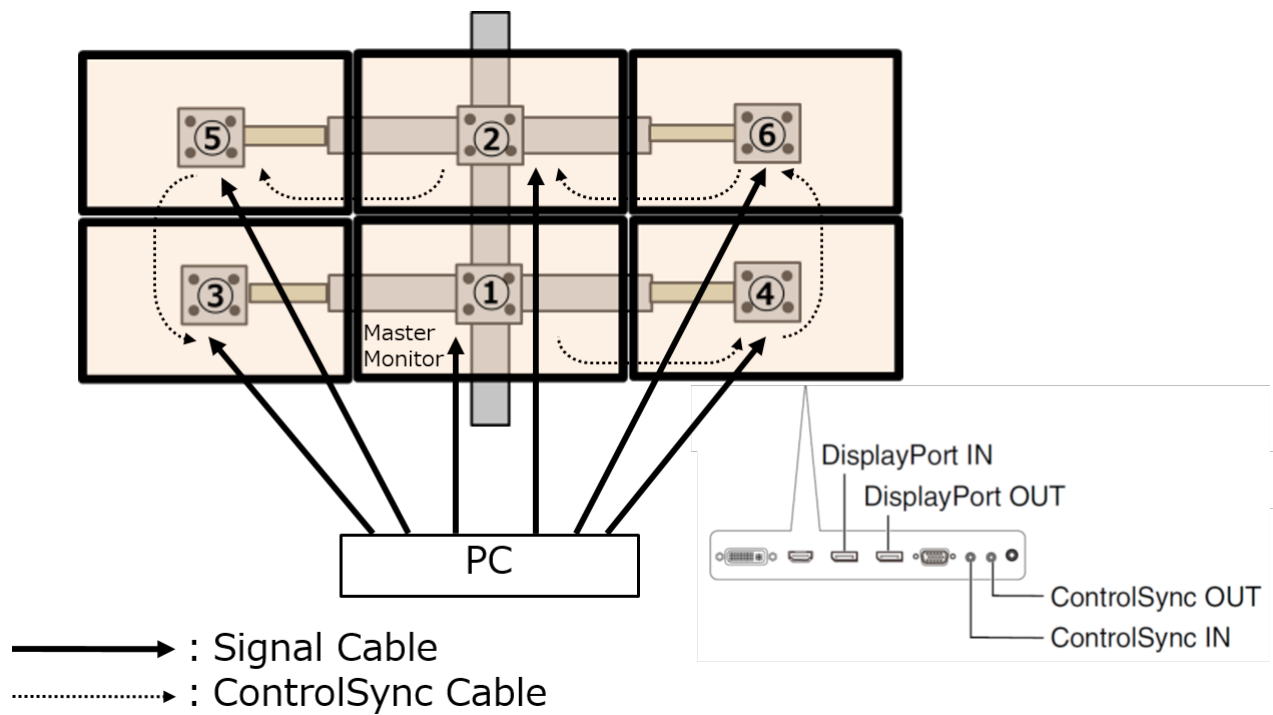 ⑤
②
⑥
③
①
④
Master
Monitor
DisplayPort IN
DisplayPort OUT
PC
ControlSync OUT
ControlSync IN
: Signal Cable
: ControlSync Cable